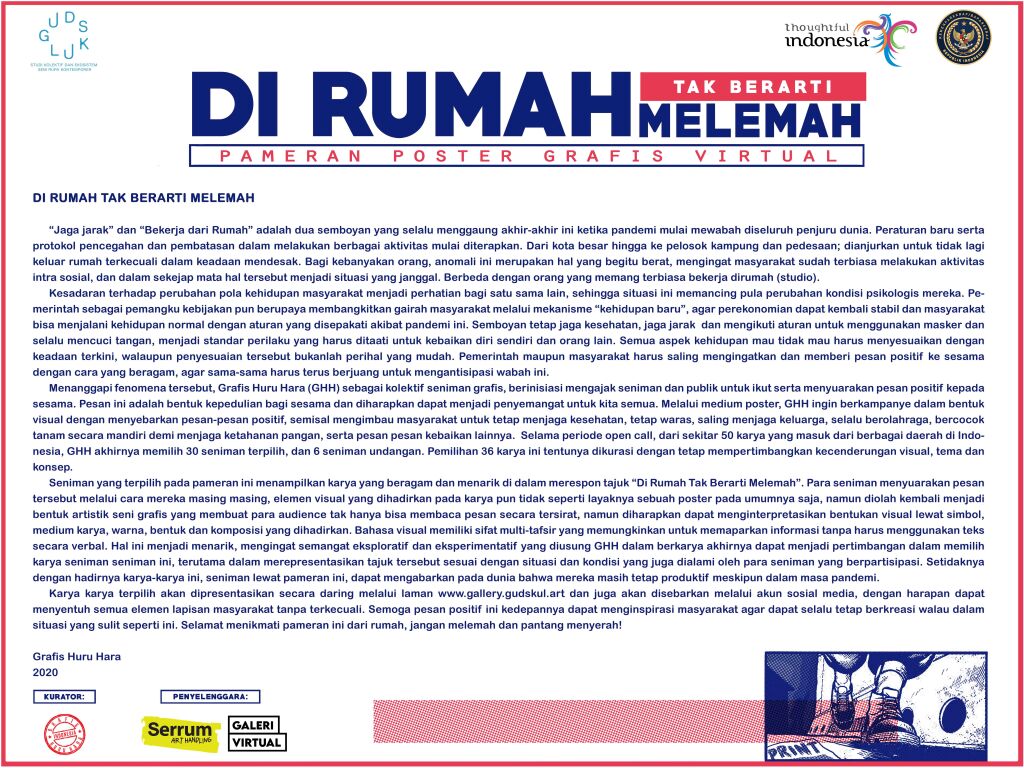 GUDSKUL
STUDI KOLEKTIF DAN EKOSISTEM
SENI RUPA KONTEMPORER
thoughtful
indonesia
REPUBLIK INDONESIA
DI RUMAH
TAK BERARTI
MELEMAH
PAMERAN POSTER GRAFIS VIRTUAL
DI RUMAH TAK BERARTI MELEMAH
“Jaga jarak” dan “Bekerja dari Rumah” adalah dua semboyan yang selalu menggaung akhir-akhir ini ketika pandemi mulai mewabah diseluruh penjuru dunia. Peraturan baru serta
protokol pencegahan dan pembatasan dalam melakukan berbagai aktivitas mulai diterapkan. Dari kota besar hingga ke pelosok kampung dan pedesaan; dianjurkan untuk tidak lagi
keluar rumah terkecuali dalam keadaan mendesak. Bagi kebanyakan orang, anomali ini merupakan hal yang begitu berat, mengingat masyarakat sudah terbiasa melakukan aktivitas
intra sosial, dan dalam sekejap mata hal tersebut menjadi situasi yang janggal. Berbeda dengan orang yang memang terbiasa bekerja dirumah (studio).
Kesadaran terhadap perubahan pola kehidupan masyarakat menjadi perhatian bagi satu sama lain, sehingga situasi ini memancing pula perubahan kondisi psikologis mereka. Pe-
merintah sebagai pemangku kebijakan pun berupaya membangkitkan gairah masyarakat melalui mekanisme “kehidupan baru”, agar perekonomian dapat kembali stabil dan masyarakat
bisa menjalani kehidupan normal dengan aturan yang disepakati akibat pandemi ini. Semboyan tetap jaga kesehatan, jaga jarak dan mengikuti aturan untuk menggunakan masker dan
selalu mencuci tangan, menjadi standar perilaku yang harus ditaati untuk kebaikan diri sendiri dan orang lain. Semua aspek kehidupan mau tidak mau harus menyesuaikan dengan
keadaan terkini, walaupun penyesuaian tersebut bukanlah perihal yang mudah. Pemerintah maupun masyarakat harus saling mengingatkan dan memberi pesan positif ke sesama
dengan cara yang beragam, agar sama-sama harus terus berjuang untuk mengantisipasi wabah ini.
Menanggapi fenomena tersebut, Grafis Huru Hara (GHH) sebagai kolektif seniman grafis, berinisiasi mengajak seniman dan publik untuk ikut serta menyuarakan pesan positif kepada
sesama. Pesan ini adalah bentuk kepedulian bagi sesama dan diharapkan dapat menjadi penyemangat untuk kita semua. Melalui medium poster, GHH ingin berkampanye dalam bentuk
visual dengan menyebarkan pesan-pesan positif, semisal mengimbau masyarakat untuk tetap menjaga kesehatan, tetap waras, saling menjaga keluarga, selalu berolahraga, bercocok
tanam secara mandiri demi menjaga ketahanan pangan, serta pesan pesan kebaikan lainnya. Selama periode open call, dari sekitar 50 karya yang masuk dari berbagai daerah di Indo-
nesia, GHH akhirnya memilih 30 seniman terpilih, dan 6 seniman undangan. Pemilihan 36 karya ini tentunya dikurasi dengan tetap mempertimbangkan kecenderungan visual, tema dan
konsep.
Seniman yang terpilih pada pameran ini menampilkan karya yang beragam dan menarik di dalam merespon tajuk “Di Rumah Tak Berarti Melemah”. Para seniman menyuarakan pesan
tersebut melalui cara mereka masing masing, elemen visual yang dihadirkan pada karya pun tidak seperti layaknya sebuah poster pada umumnya saja, namun diolah kembali menjadi
bentuk artistik seni grafis yang membuat para audience tak hanya bisa membaca pesan secara tersirat, namun diharapkan dapat menginterpretasikan bentukan visual lewat simbol,
medium karya, warna, bentuk dan komposisi yang dihadirkan. Bahasa visual memiliki sifat multi-tafsir yang memungkinkan untuk memaparkan informasi tanpa harus menggunakan teks
secara verbal. Hal ini menjadi menarik, mengingat semangat eksploratif dan eksperimentatif yang diusung GHH dalam berkarya akhirnya dapat menjadi pertimbangan dalam memilih
karya seniman seniman ini, terutama dalam merepresentasikan tajuk tersebut sesuai dengan situasi dan kondisi yang juga dialami oleh para seniman yang berpartisipasi. Setidaknya
dengan hadirnya karya-karya ini, seniman lewat pameran ini, dapat mengabarkan pada dunia bahwa mereka masih tetap produktif meskipun dalam masa pandemi.
Karya karya terpilih akan dipresentasikan secara daring melalui laman www.gallery.gudskul.art dan juga akan disebarkan melalui akun sosial media, dengan harapan dapat
menyentuh semua elemen lapisan masyarakat tanpa terkecuali. Semoga pesan positif ini kedepannya dapat menginspirasi masyarakat agar dapat selalu tetap berkreasi walau dalam
situasi yang sulit seperti ini. Selamat menikmati pameran ini dari rumah, jangan melemah dan pantang menyerah!
Grafis Huru Hara
2020
KURATOR:
PENYELENGGARA:
GRAFIS
INDONESIA
HURU HARA
Serrum
ART HANDLING
GALERI
VIRTUAL
PRINT